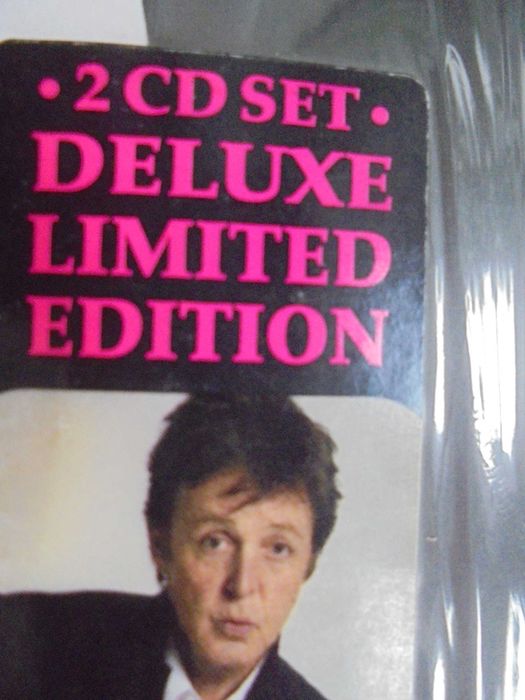 • 2 CD SET •
DELUXE
LIMITED
EDITION